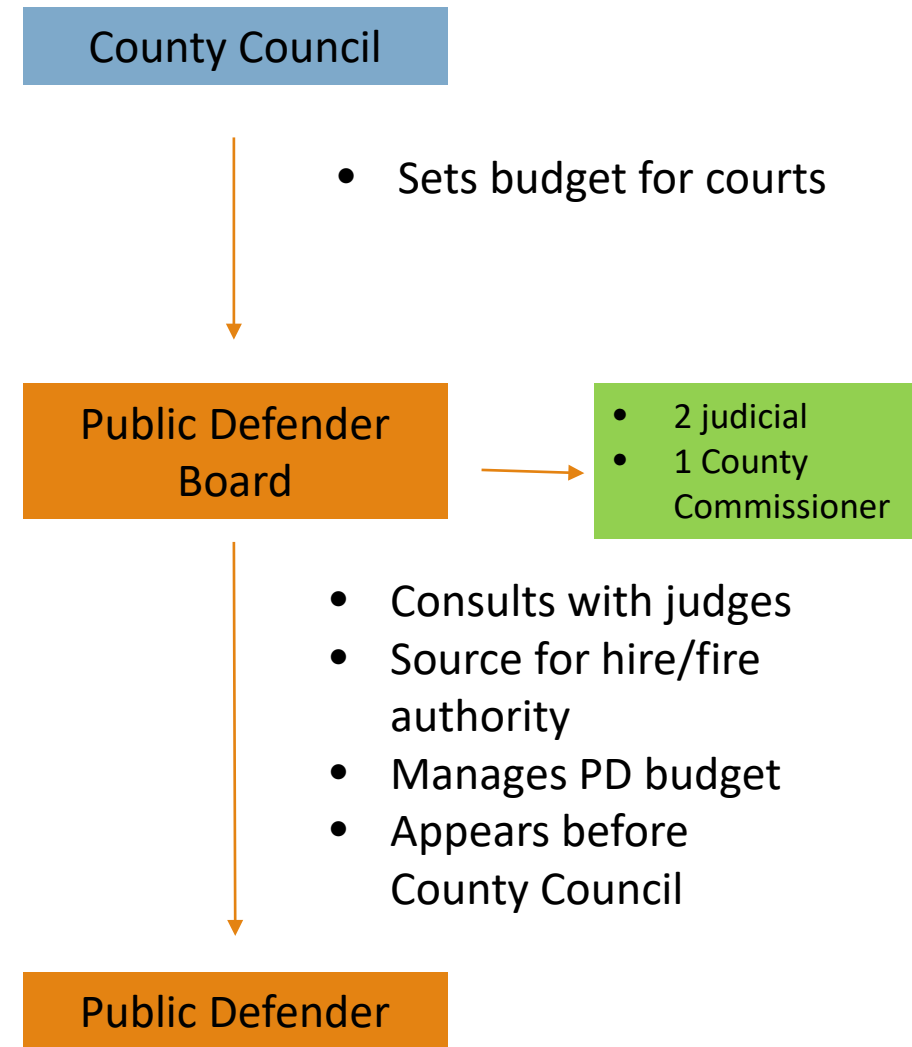 County Council
• Sets budget for courts
Public Defender
Board
• 2 judicial
• 1 County
Commissioner
• Consults with judges
• Source for hire/fire
authority
• Manages PD budget
• Appears before
County Council
Public Defender